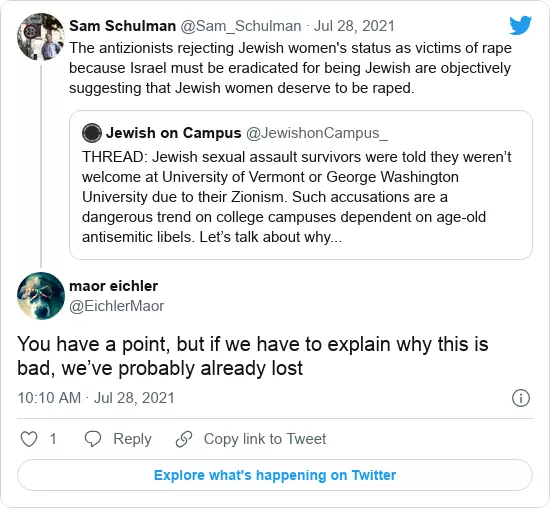 Sam Schulman @Sam_Schulman · Jul 28, 2021
The antizionists rejecting Jewish women's status as victims of rape
because Israel must be eradicated for being Jewish are objectively
suggesting that Jewish women deserve to be raped.
Jewish on Campus @JewishonCampus_
THREAD: Jewish sexual assault survivors were told they weren’t
welcome at University of Vermont or George Washington
University due to their Zionism. Such accusations are a
dangerous trend on college campuses dependent on age-old
antisemitic libels. Let’s talk about why...
maor eichler
@EichlerMaor
You have a point, but if we have to explain why this is
bad, we’ve probably already lost
10:10 AM · Jul 28, 2021
1 Reply Copy link to Tweet
Explore what's happening on Twitter